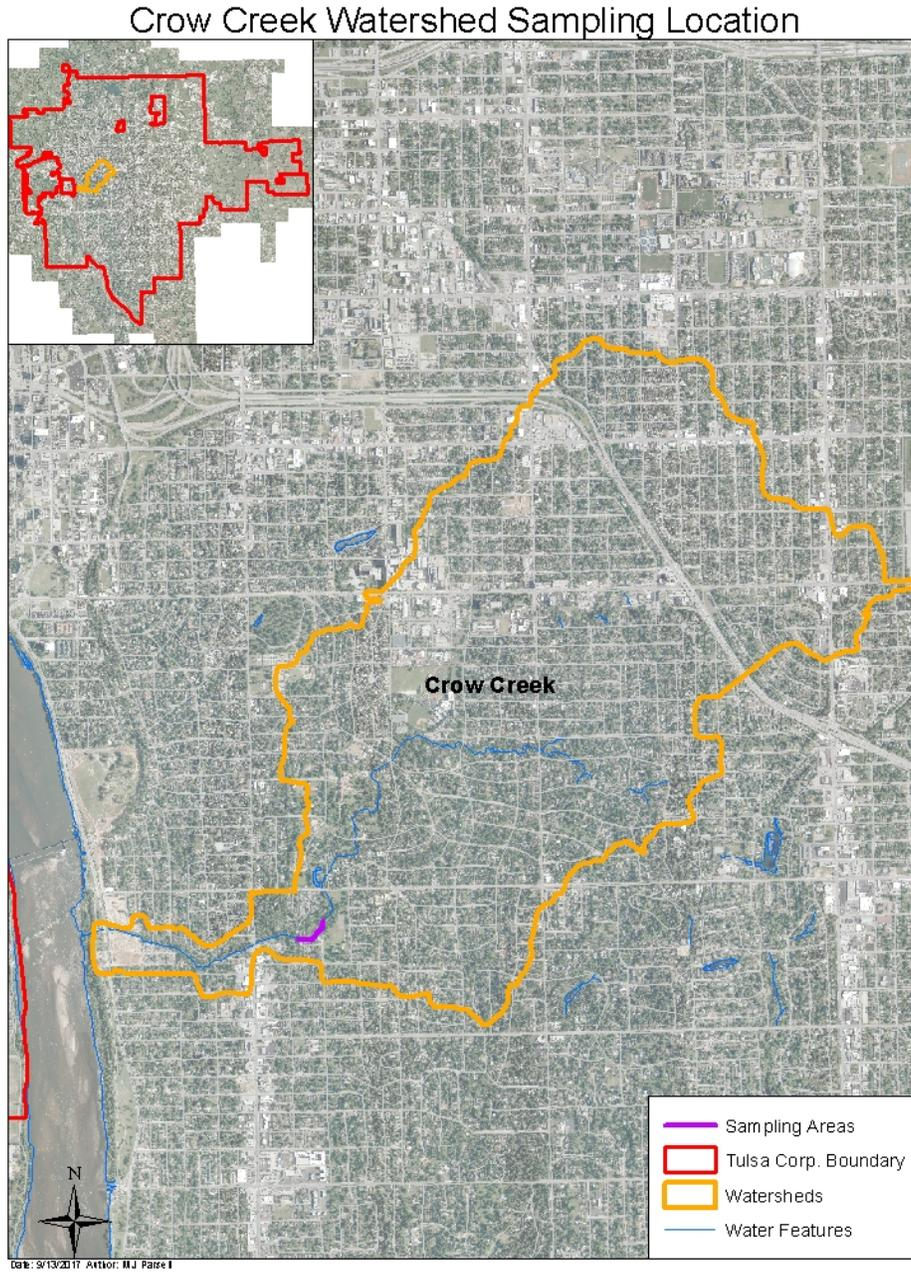 Crow Creek Watershed Sampling Location
Crow Creek
Sampling Areas
Tulsa Corp. Boundary
Watersheds
Water Features
N
Date: 9/13/2017 Author: MJ Parsell